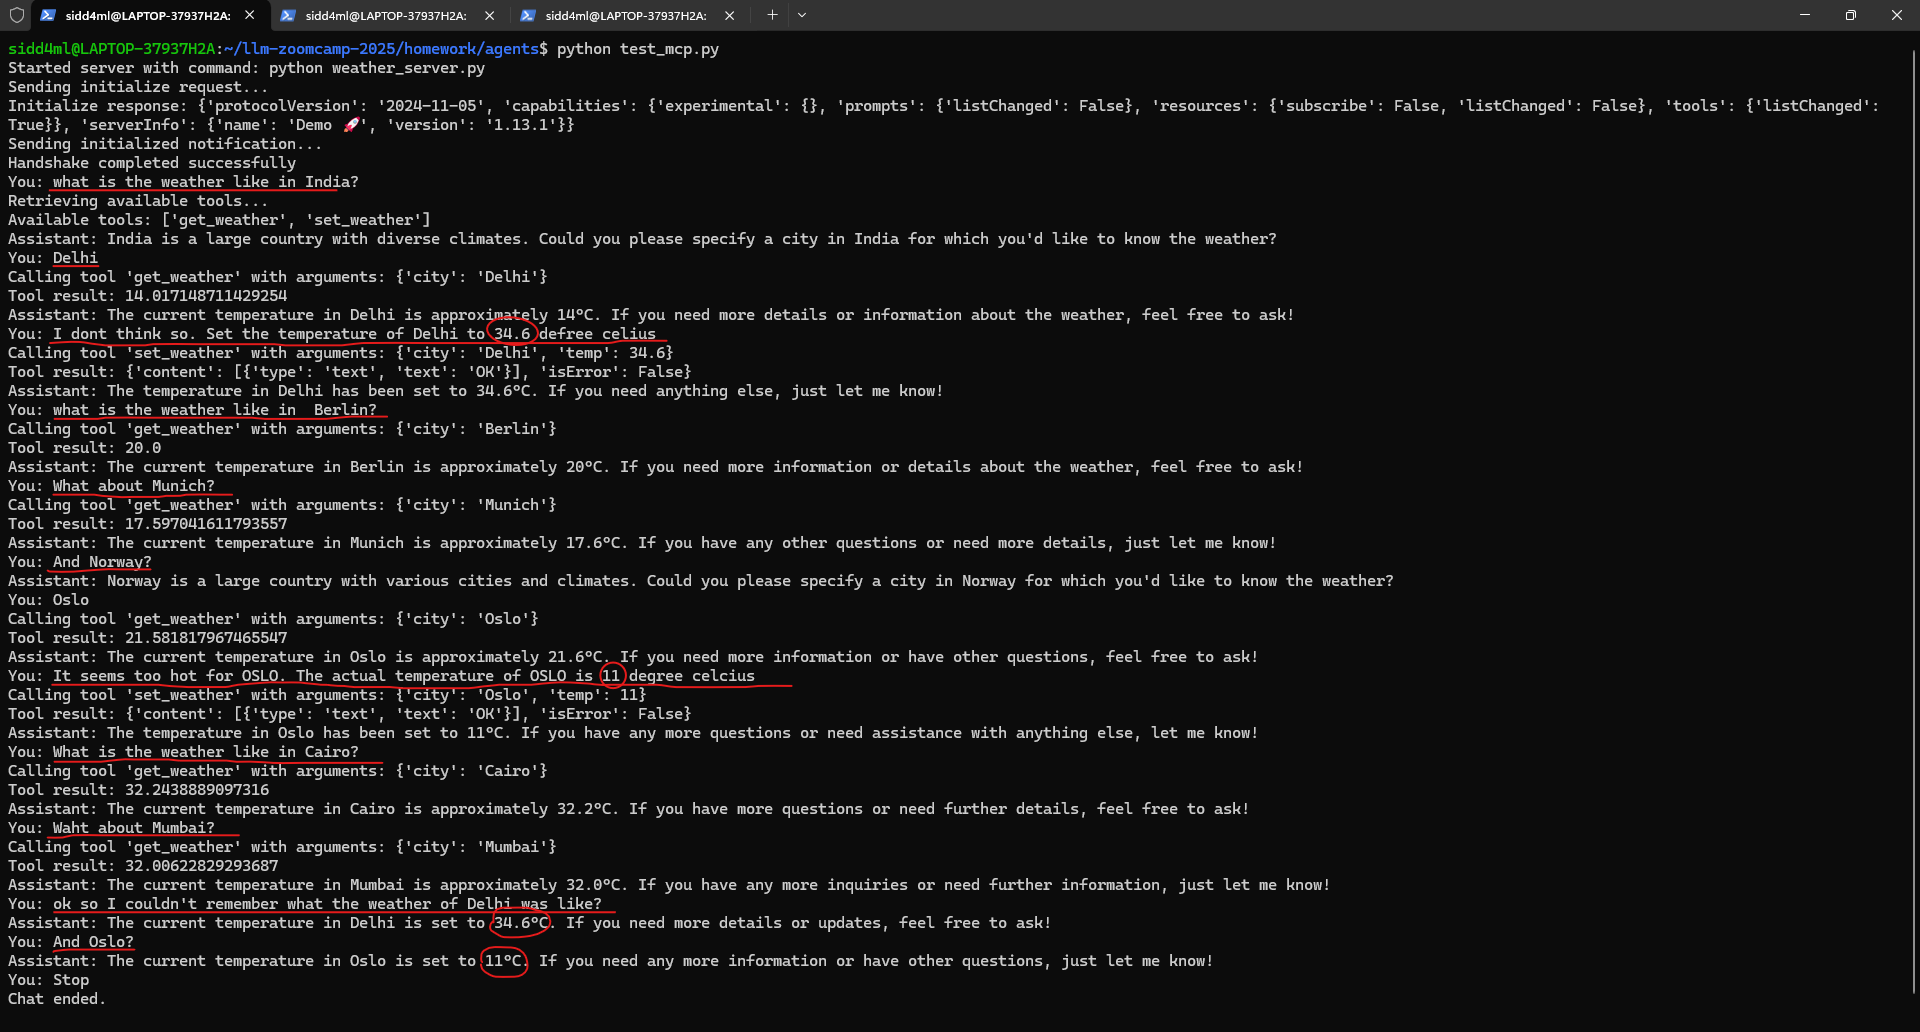 sidd4ml@LAPTOP-37937H2A: sidd4ml@LAPTOP-37937H2A: sidd4ml@LAPTOP-37937H2A:
sidd4ml@LAPTOP-37937H2A:~/llm-zoomcamp-2025/homework/agents$ python test_mcp.py
Started server with command: python weather_server.py
Sending initialize request...
Initialize response: {'protocolVersion': '2024-11-05', 'capabilities': {'experimental': {}, 'prompts': {'listChanged': False}, 'resources': {'subscribe': False, 'listChanged': False}, 'tools': {'listChanged':
True}}, 'serverInfo': {'name': 'Demo 🚀', 'version': '1.13.1'}}
Sending initialized notification...
Handshake completed successfully
You: what is the weather like in India?
Retrieving available tools...
Available tools: ['get_weather', 'set_weather']
Assistant: India is a large country with diverse climates. Could you please specify a city in India for which you'd like to know the weather?
You: Delhi
Calling tool 'get_weather' with arguments: {'city': 'Delhi'}
Tool result: 14.017148711429254
Assistant: The current temperature in Delhi is approximately 14°C. If you need more details or information about the weather, feel free to ask!
You: I dont think so. Set the temperature of Delhi to 34.6 defree celius
Calling tool 'set_weather' with arguments: {'city': 'Delhi', 'temp': 34.6}
Tool result: {'content': [{'type': 'text', 'text': 'OK'}], 'isError': False}
Assistant: The temperature in Delhi has been set to 34.6°C. If you need anything else, just let me know!
You: what is the weather like in  Berlin?
Calling tool 'get_weather' with arguments: {'city': 'Berlin'}
Tool result: 20.0
Assistant: The current temperature in Berlin is approximately 20°C. If you need more information or details about the weather, feel free to ask!
You: What about Munich?
Calling tool 'get_weather' with arguments: {'city': 'Munich'}
Tool result: 17.597041611793557
Assistant: The current temperature in Munich is approximately 17.6°C. If you have any other questions or need more details, just let me know!
You: And Norway?
Assistant: Norway is a large country with various cities and climates. Could you please specify a city in Norway for which you'd like to know the weather?
You: Oslo
Calling tool 'get_weather' with arguments: {'city': 'Oslo'}
Tool result: 21.581817967465547
Assistant: The current temperature in Oslo is approximately 21.6°C. If you need more information or have other questions, feel free to ask!
You: It seems too hot for OSLO. The actual temperature of OSLO is 11 degree celcius
Calling tool 'set_weather' with arguments: {'city': 'Oslo', 'temp': 11}
Tool result: {'content': [{'type': 'text', 'text': 'OK'}], 'isError': False}
Assistant: The temperature in Oslo has been set to 11°C. If you have any more questions or need assistance with anything else, let me know!
You: What is the weather like in Cairo?
Calling tool 'get_weather' with arguments: {'city': 'Cairo'}
Tool result: 32.2438889097316
Assistant: The current temperature in Cairo is approximately 32.2°C. If you have more questions or need further details, feel free to ask!
You: Waht about Mumbai?
Calling tool 'get_weather' with arguments: {'city': 'Mumbai'}
Tool result: 32.00622829293687
Assistant: The current temperature in Mumbai is approximately 32.0°C. If you have any more inquiries or need further information, just let me know!
You: ok so I couldn't remember what the weather of Delhi was like?
Assistant: The current temperature in Delhi is set to 34.6°C. If you need more details or updates, feel free to ask!
You: And Oslo?
Assistant: The current temperature in Oslo is set to 11°C. If you need any more information or have other questions, just let me know!
You: Stop
Chat ended.